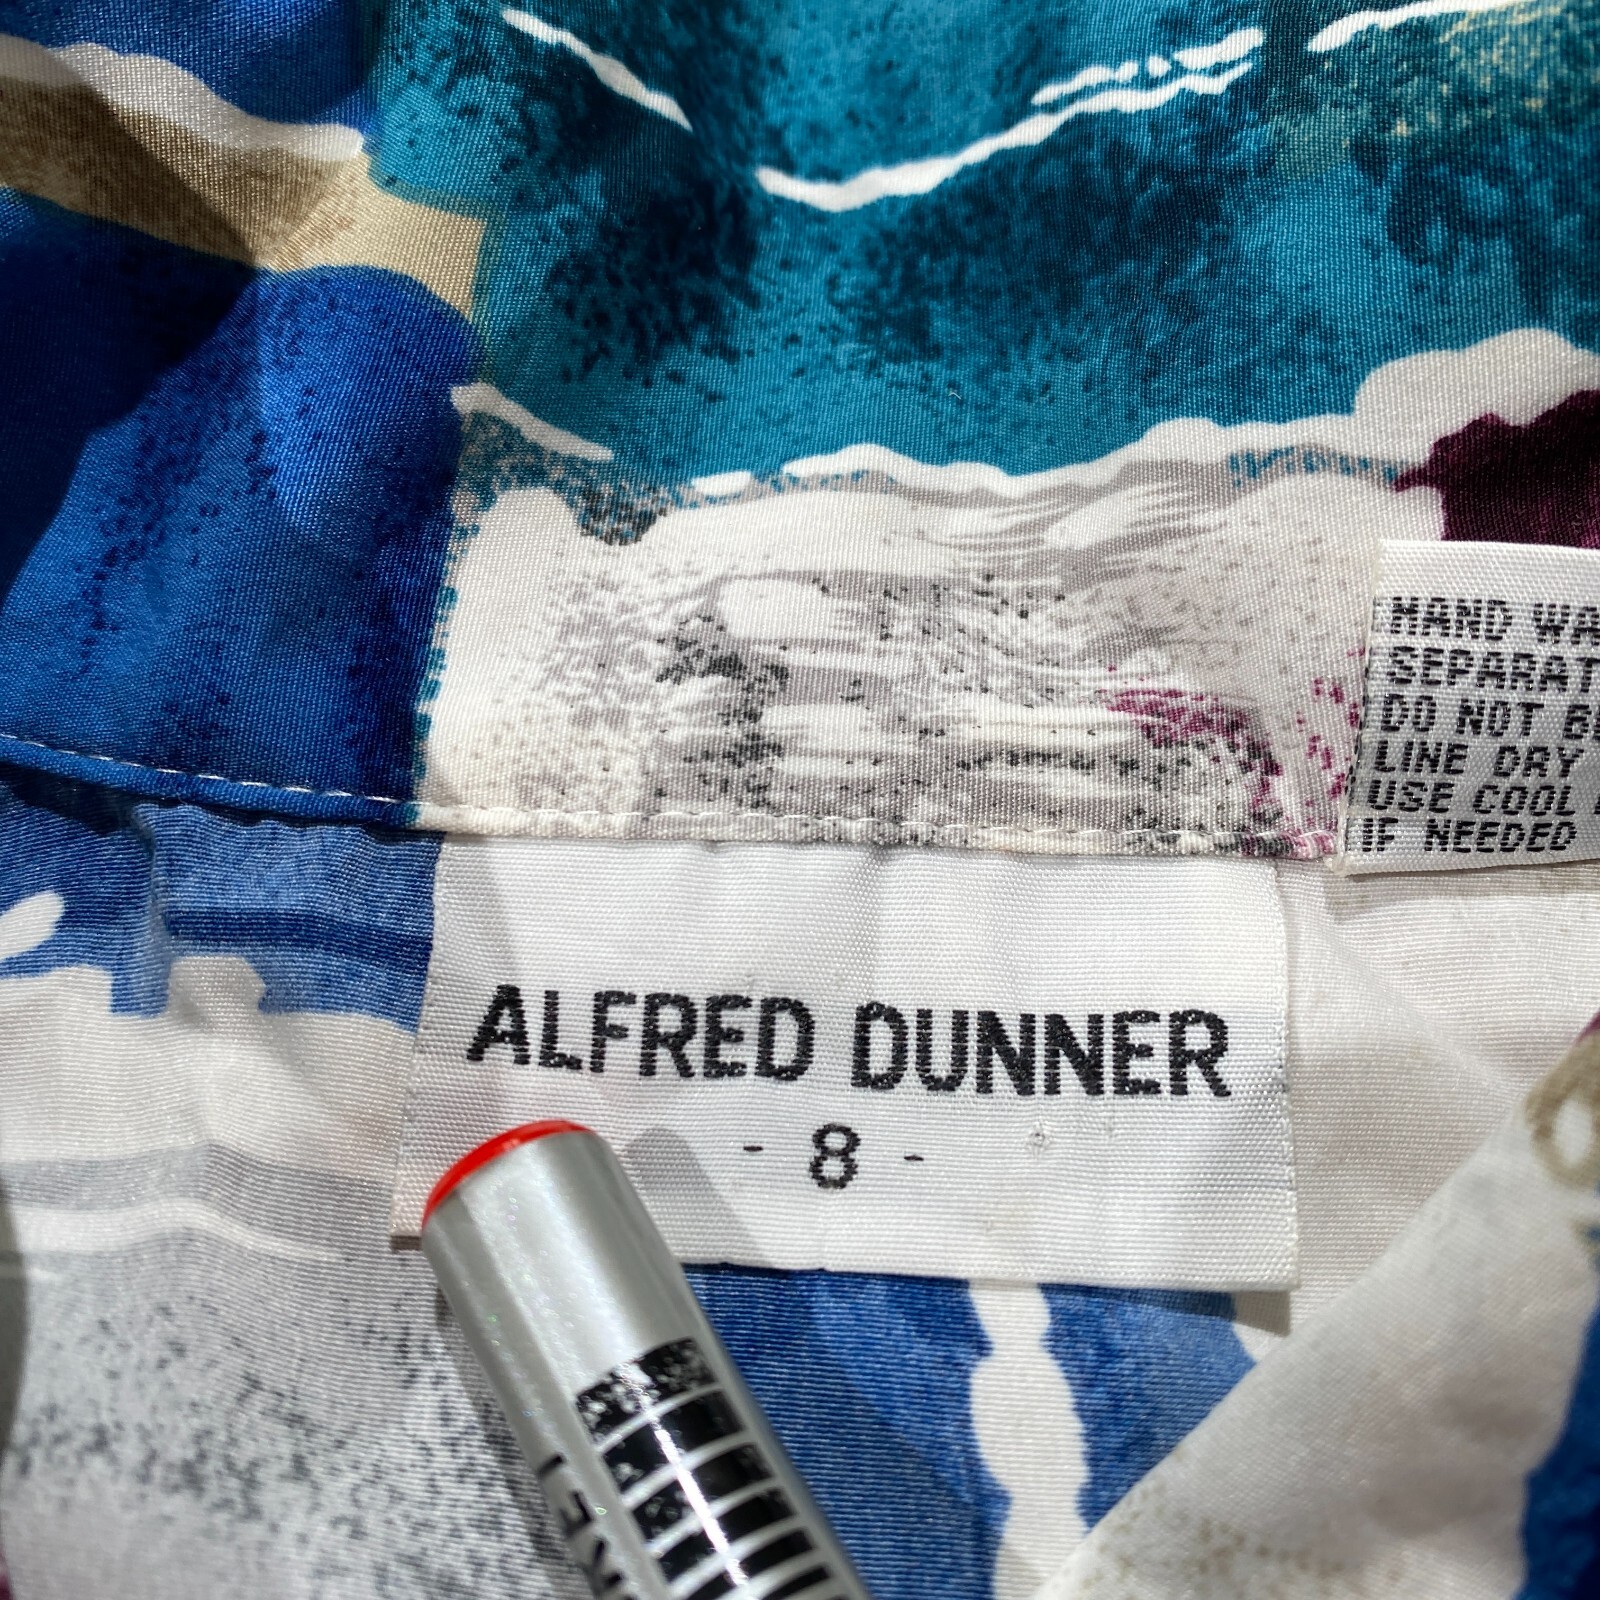 HAND WA
SEPARAT
DO NOT B
LINE DRY
USE COOL
IF NEEDED
ALFRED DUNNER
- 8 -